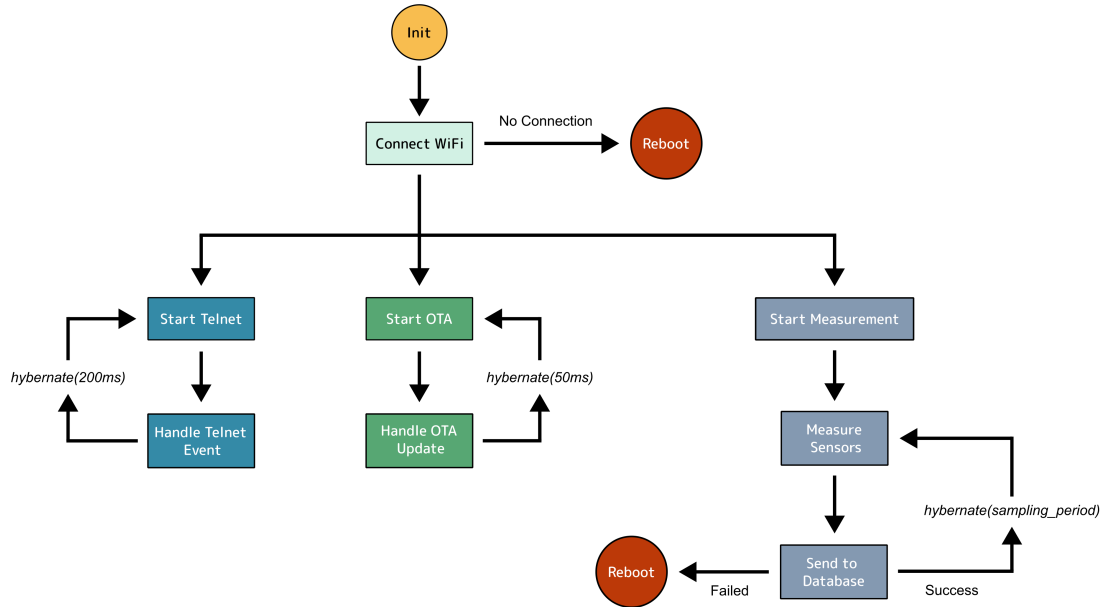 Init
No Connection
Connect WiFi
Reboot
Start Telnet
Start OTA
Start Measurement
hybernate(200ms)
hybernate(50ms)
Handle Telnet
Event
Handle OTA
Update
Measure
Sensors
hybernate(sampling_period)
Reboot
Failed
Send to
Database
Success